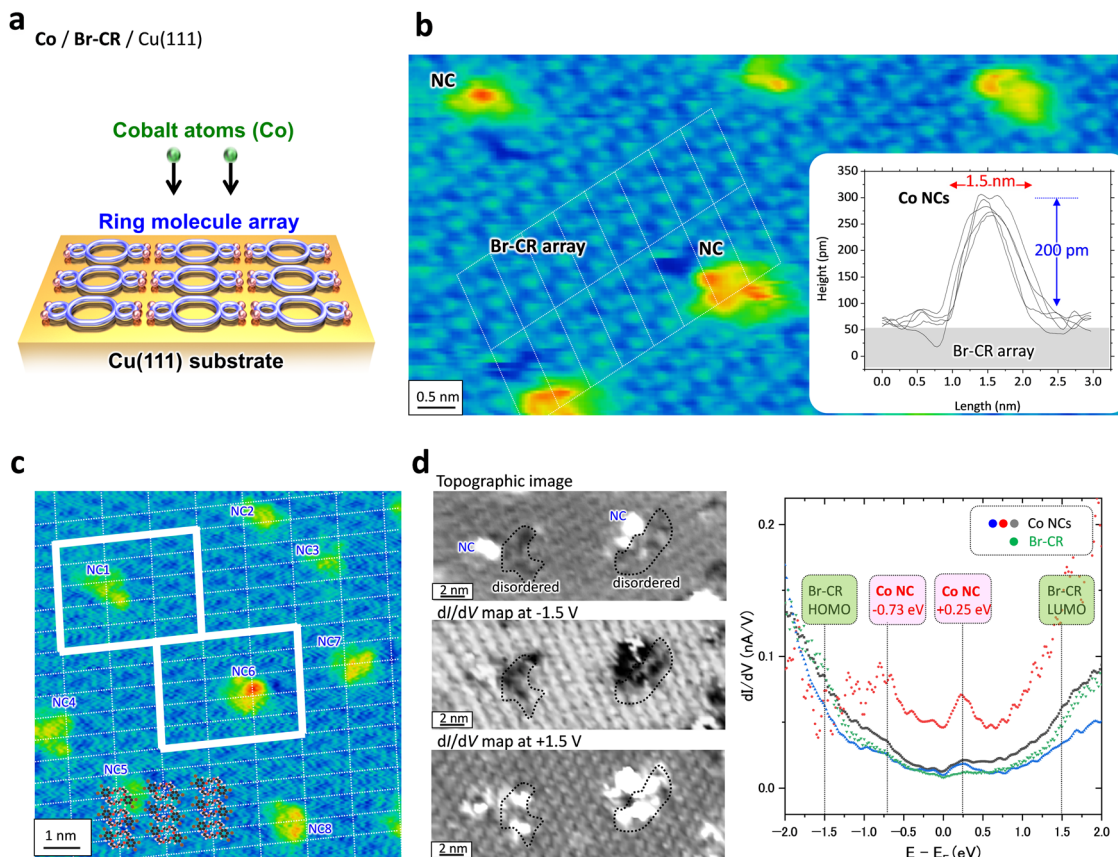 a
Co / Br-CR / Cu(111)
Cobalt atoms (Co)
Ring molecule array
Cu(111) substrate
b
NC
Br-CR array
NC
0.5 nm
Co NCs
1.5 nm
200 pm
Br-CR array
Height (pm)
350
300
250
200
150
100
50
0
0.0 0.5 1.0 1.5 2.0 2.5 3.0
Length (nm)
c
NC2
NC3
NC1
NC7
NC6
NC4
NC5
NC8
1 nm
d
Topographic image
NC
NC
disordered
disordered
2 nm
dI/dV map at -1.5 V
2 nm
dI/dV map at +1.5 V
2 nm
Co NCs
Br-CR
Br-CR
HOMO
Co NC
-0.73 eV
Co NC
+0.25 eV
Br-CR
LUMO
dI/dV (nA/V)
0.2
0.1
0.0
−2.0 −1.5 −1.0 −0.5 0.0 0.5 1.0 1.5 2.0
E − E_F (eV)